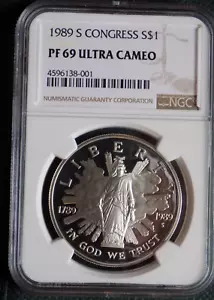 1989 S CONGRESS S$1
PF 69 ULTRA CAMEO
4596138-001
NUMISMATIC GUARANTY CORPORATION
NGC
LIBERTY
1789 1989
S
IN GOD WE TRUST